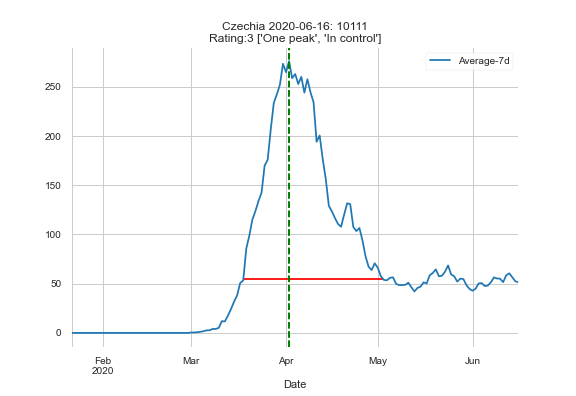 Czechia 2020-06-16: 10111
Rating:3 ['One peak', 'In control']
Average-7d
250
200
150
100
50
0
Feb
2020
Mar
Apr
May
Jun
Date